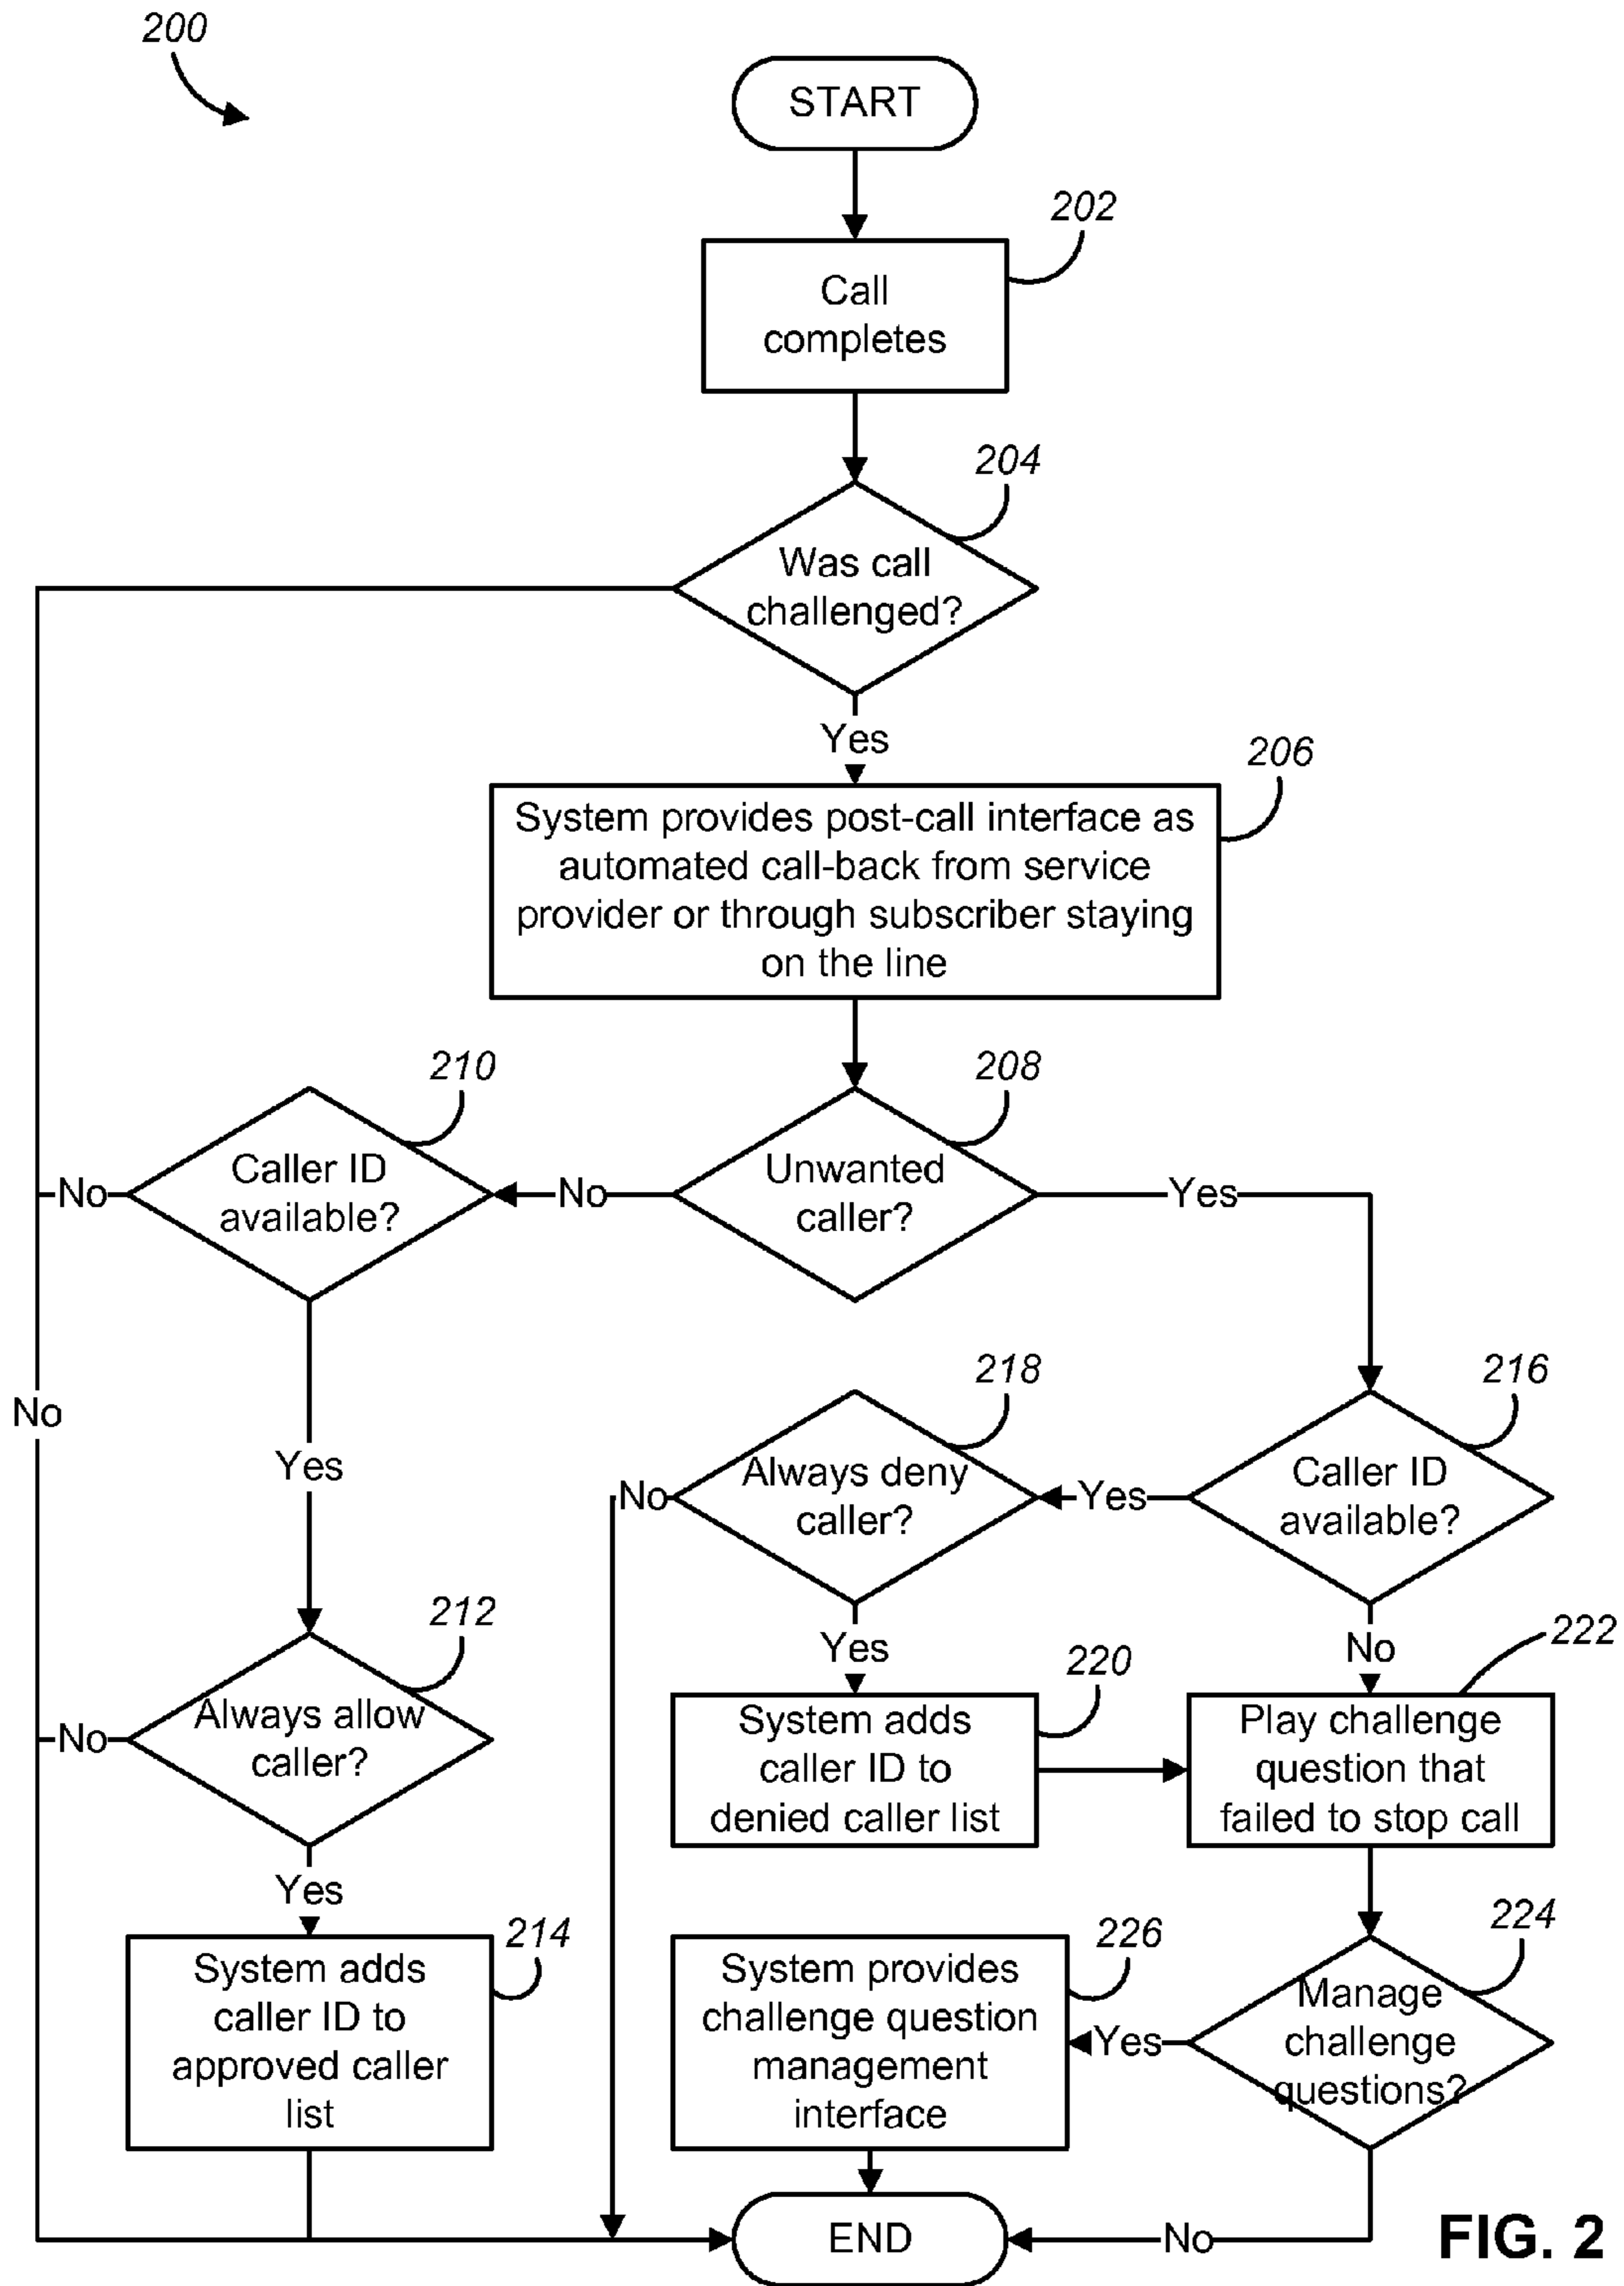 200
START
202
Call
completes
204
Was call
challenged?
Yes
206
System provides post-call interface as
automated call-back from service
provider or through subscriber staying
on the line
210
208
Caller ID
available?
Unwanted
caller?
No
No
Yes
218
216
No
Yes
Always deny
caller?
Caller ID
available?
No
Yes
212
Yes
No
222
220
Always allow
caller?
No
System adds
caller ID to
denied caller list
Play challenge
question that
failed to stop call
Yes
214
226
224
System adds
caller ID to
approved caller
list
System provides
challenge question
management
interface
Yes
Manage
challenge
questions?
END
No
FIG. 2